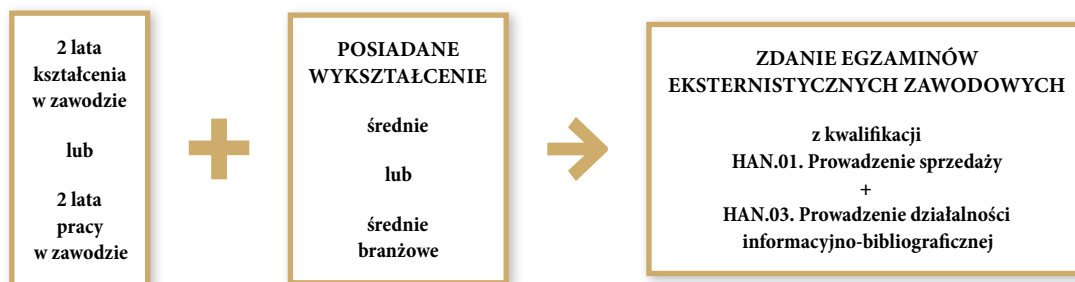 2 lata
kształcenia
w zawodzie
lub
2 lata
pracy
w zawodzie
POSIADANE
WYKSZTAŁCENIE
średnie
lub
średnie
branżowe
ZDANIE EGZAMINÓW
EKSTERNISTYCZNYCH ZAWODOWYCH
z kwalifikacji
HAN.01. Prowadzenie sprzedaży
+
HAN.03. Prowadzenie działalności
informacyjno-bibliograficznej